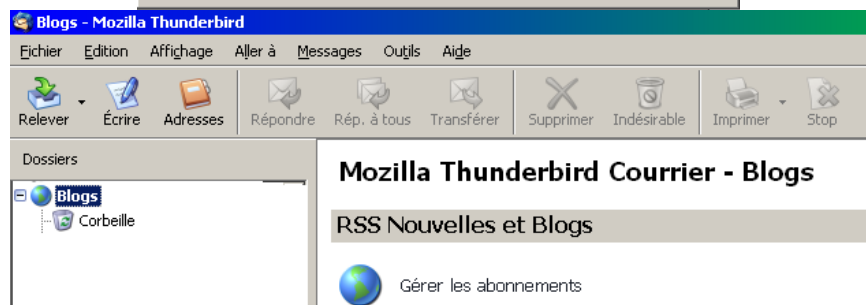 Blogs - Mozilla Thunderbird
Fichier Edition Affichage Aller à Messages Outils Aide
Relever Écrire Adresses Répondre Rép. à tous Transférer Supprimer Indésirable Imprimer Stop
Dossiers
Mozilla Thunderbird Courrier - Blogs
Blogs
Corbeille
RSS Nouvelles et Blogs
Gérer les abonnements